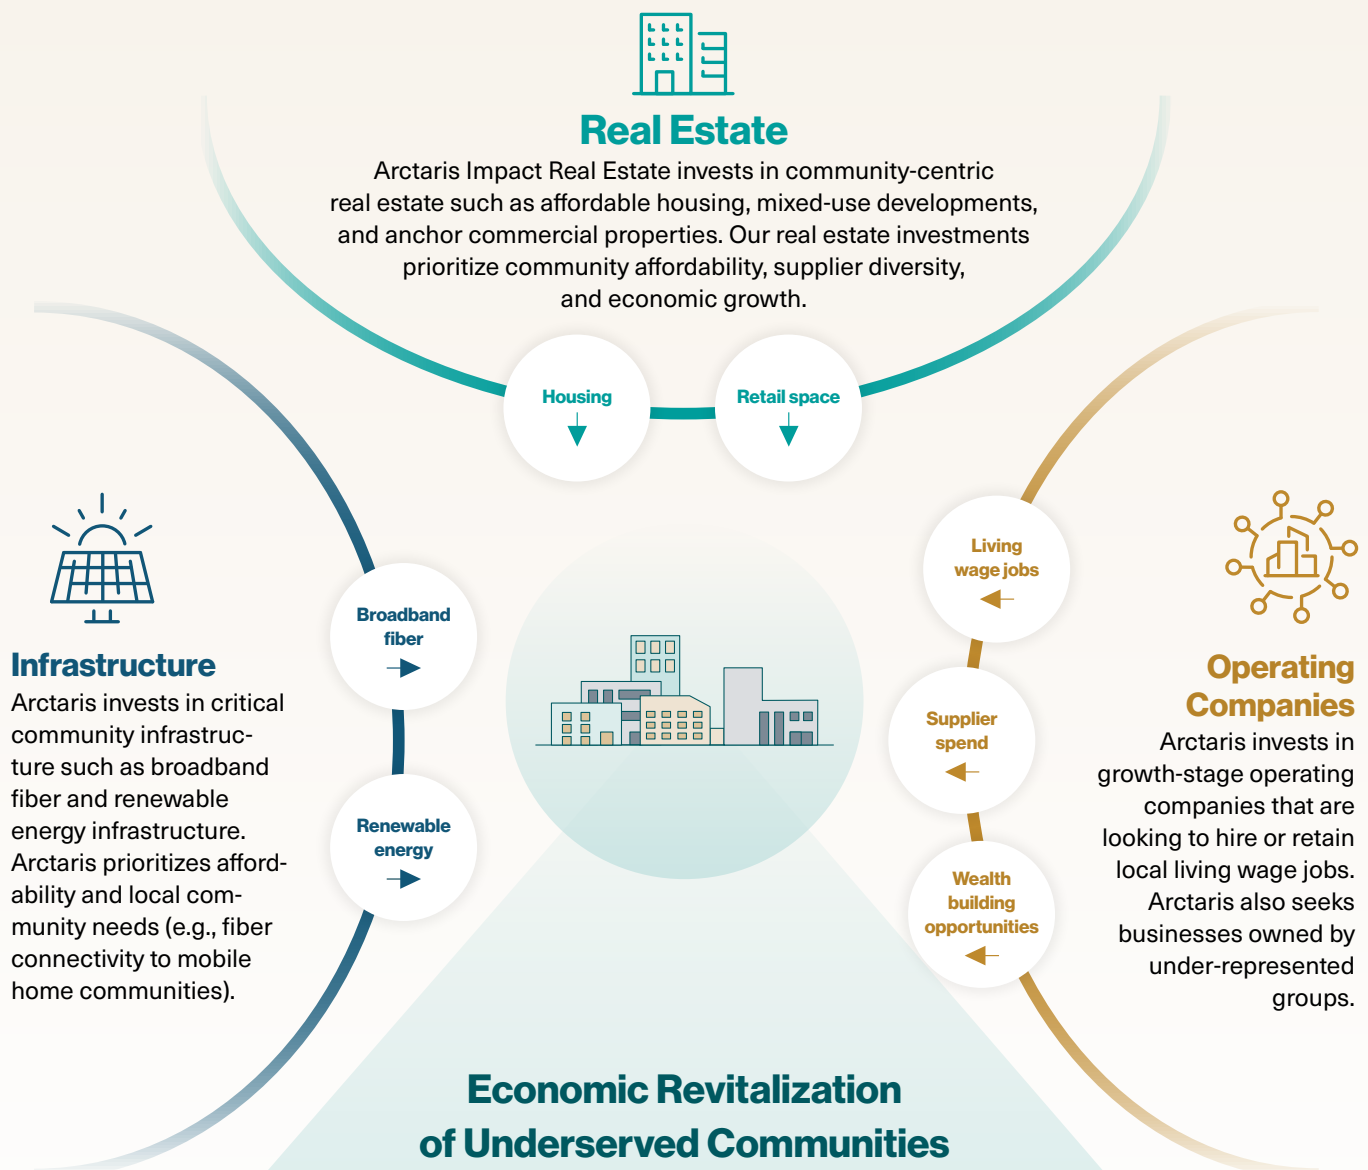 Real Estate
Arctaris Impact Real Estate invests in community-centric
real estate such as affordable housing, mixed-use developments,
and anchor commercial properties. Our real estate investments
prioritize community affordability, supplier diversity,
and economic growth.
Housing
Retail space
Infrastructure
Arctaris invests in critical
community infrastruc-
ture such as broadband
fiber and renewable
energy infrastructure.
Arctaris prioritizes afford-
ability and local com-
munity needs (e.g., fiber
connectivity to mobile
home communities).
Broadband
fiber
Renewable
energy
Living
wage jobs
Supplier
spend
Wealth
building
opportunities
Operating
Companies
Arctaris invests in
growth-stage operating
companies that are
looking to hire or retain
local living wage jobs.
Arctaris also seeks
businesses owned by
under-represented
groups.
Economic Revitalization
of Underserved Communities